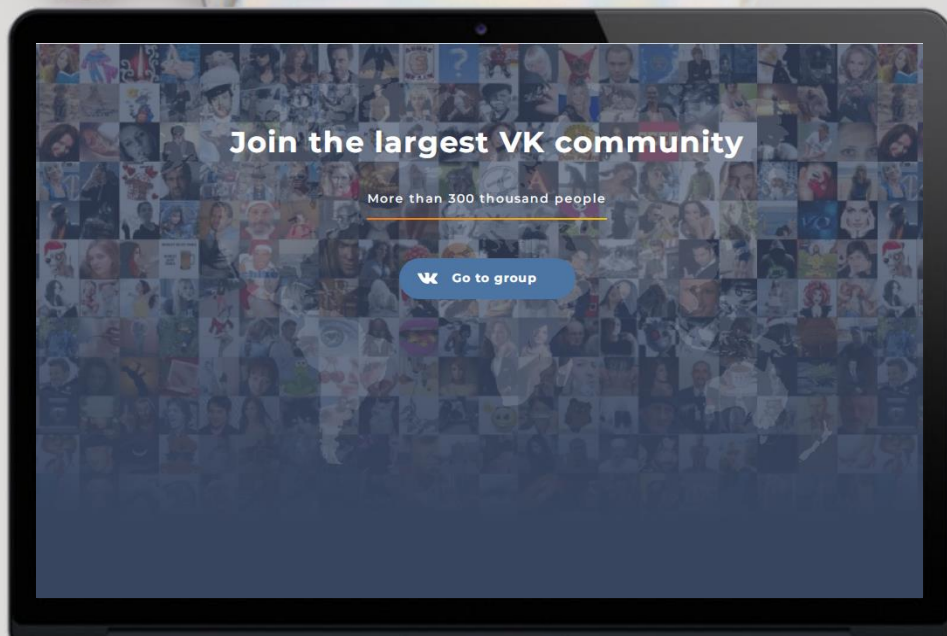 Join the largest VK community
More than 300 thousand people
Go to group